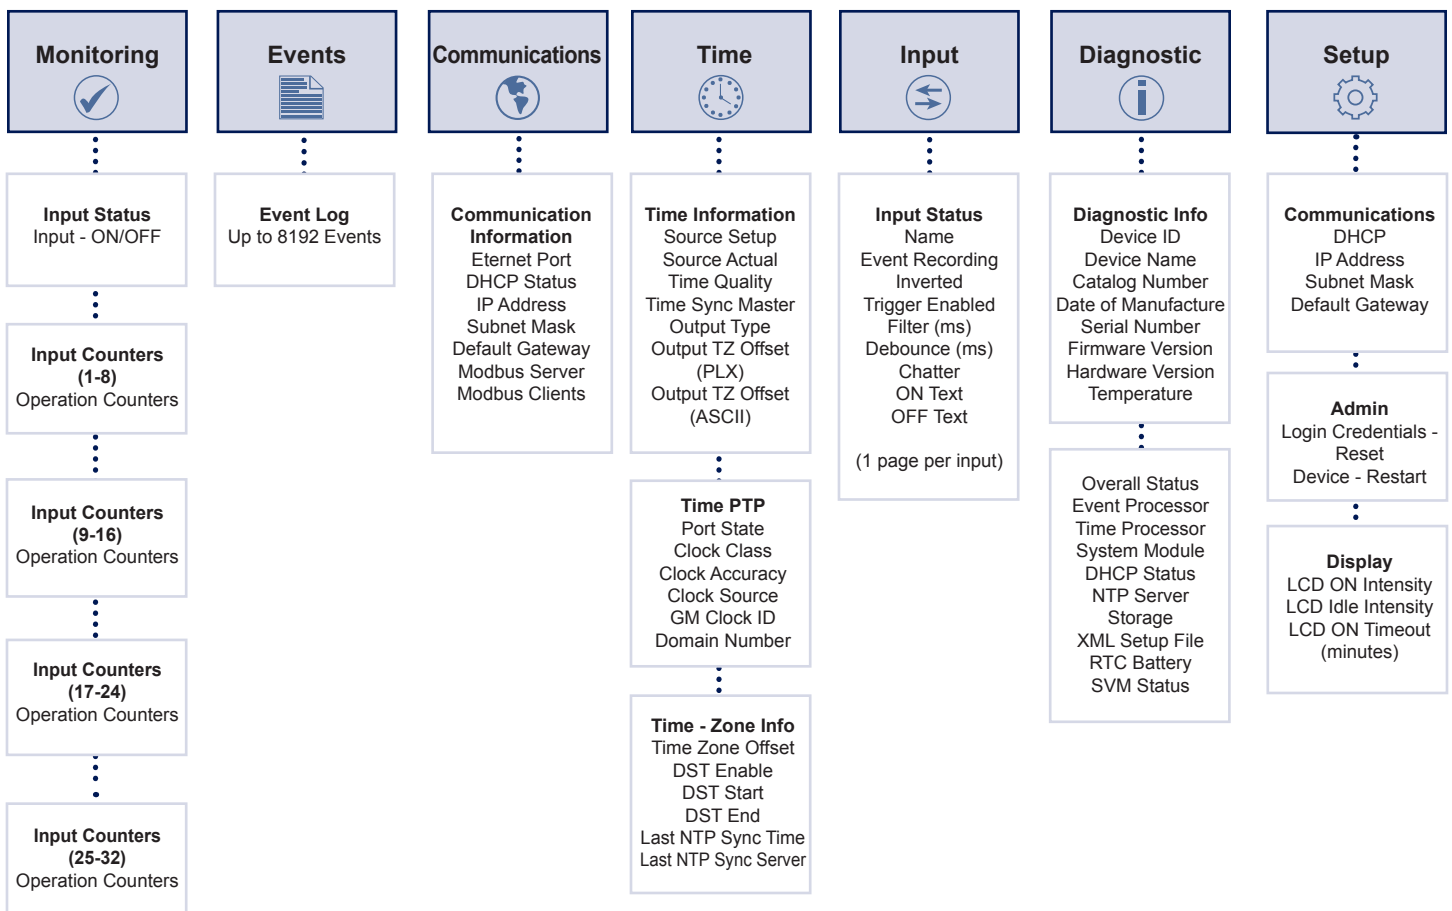 Monitoring
Events
Communications
Time
Input
Diagnostic
Setup
Input Status
Input - ON/OFF
Input Counters
(1-8)
Operation Counters
Input Counters
(9-16)
Operation Counters
Input Counters
(17-24)
Operation Counters
Input Counters
(25-32)
Operation Counters
Event Log
Up to 8192 Events
Communication
Information
Eternet Port
DHCP Status
IP Address
Subnet Mask
Default Gateway
Modbus Server
Modbus Clients
Time Information
Source Setup
Source Actual
Time Quality
Time Sync Master
Output Type
Output TZ Offset
(PLX)
Output TZ Offset
(ASCII)
Time PTP
Port State
Clock Class
Clock Accuracy
Clock Source
GM Clock ID
Domain Number
Time - Zone Info
Time Zone Offset
DST Enable
DST Start
DST End
Last NTP Sync Time
Last NTP Sync Server
Input Status
Name
Event Recording
Inverted
Trigger Enabled
Filter (ms)
Debounce (ms)
Chatter
ON Text
OFF Text
(1 page per input)
Diagnostic Info
Device ID
Device Name
Catalog Number
Date of Manufacture
Serial Number
Firmware Version
Hardware Version
Temperature
Overall Status
Event Processor
Time Processor
System Module
DHCP Status
NTP Server
Storage
XML Setup File
RTC Battery
SVM Status
Communications
DHCP
IP Address
Subnet Mask
Default Gateway
Admin
Login Credentials -
Reset
Device - Restart
Display
LCD ON Intensity
LCD Idle Intensity
LCD ON Timeout
(minutes)